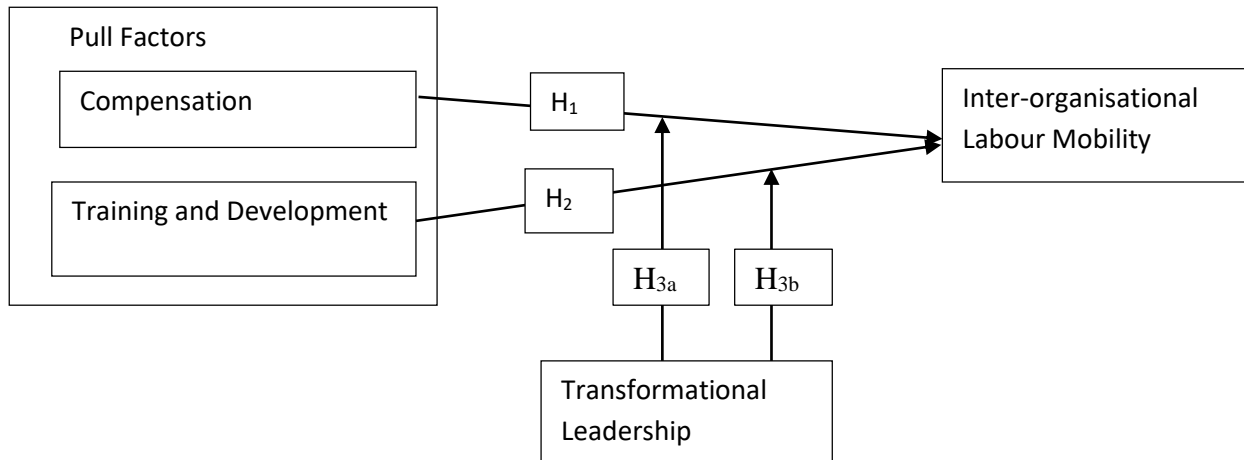 Pull Factors
Compensation
H₁
Inter-organisational
Labour Mobility
Training and Development
H₂
H₃ₐ
H₃b
Transformational
Leadership